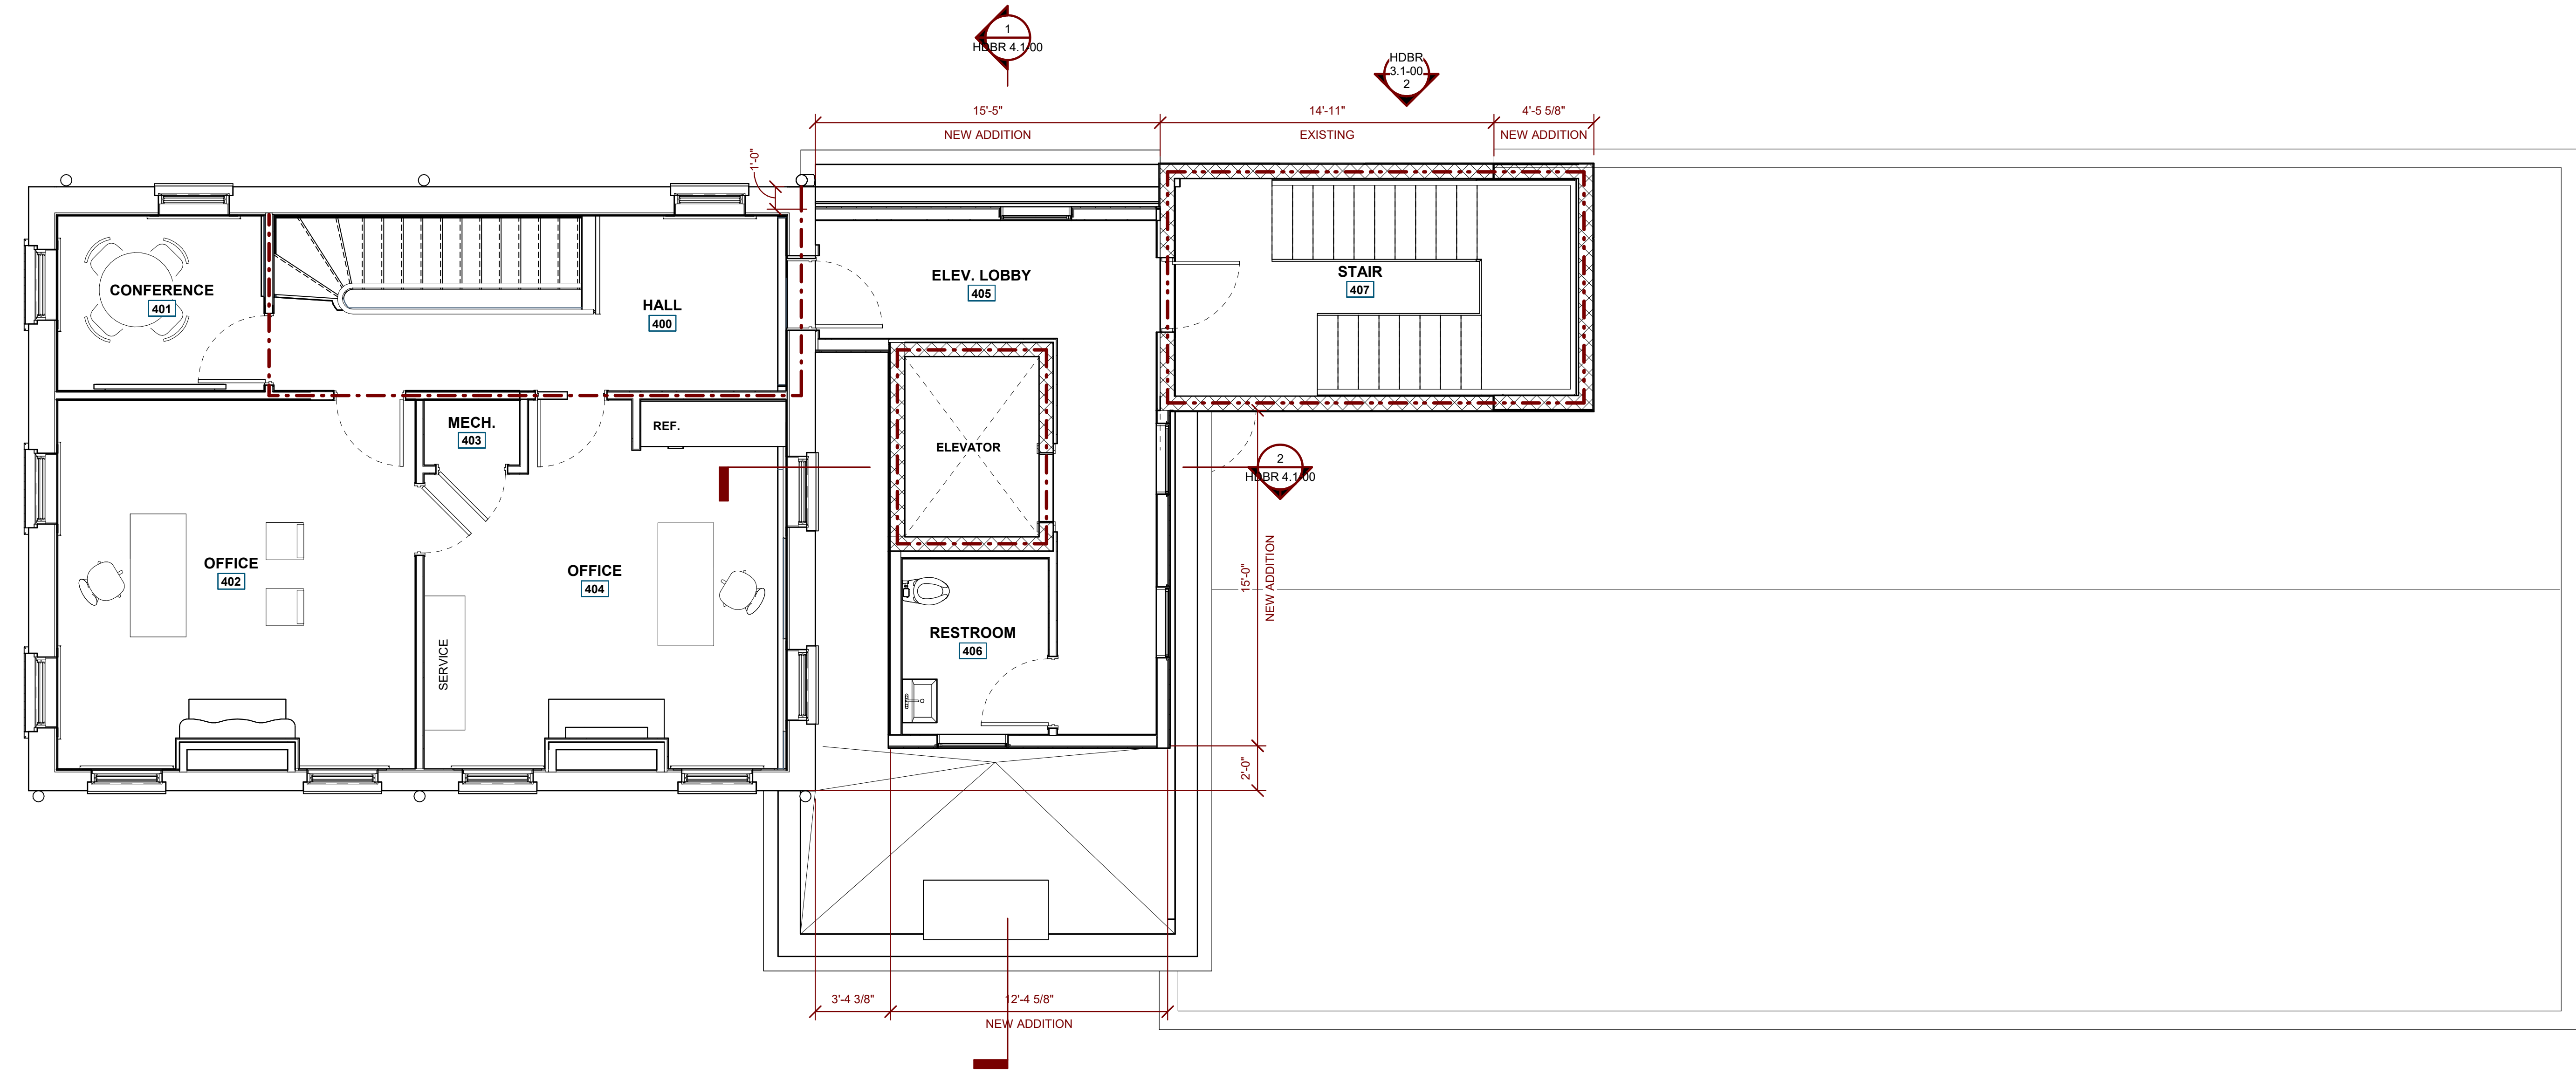 1
HDBR 4.1-00
HDBR
3.1-00
2
15'-5"
14'-11"
4'-5 5/8"
NEW ADDITION
EXISTING
NEW ADDITION
1'-0"
CONFERENCE
401
HALL
400
ELEV. LOBBY
405
STAIR
407
MECH.
403
REF.
ELEVATOR
2
HDBR 4.1-00
OFFICE
402
OFFICE
404
SERVICE
RESTROOM
406
15'-0"
NEW ADDITION
2'-0"
3'-4 3/8"
12'-4 5/8"
NEW ADDITION